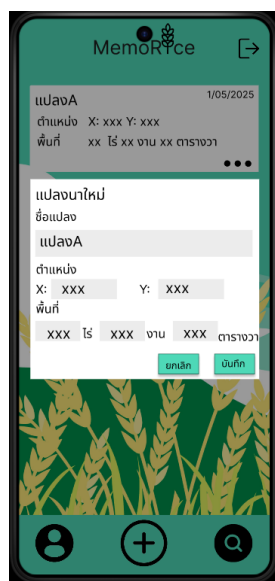 MemoRice
แปลงA 1/05/2025
ตำแหน่ง X: xxx Y: xxx
พื้นที่ xx ไร่ xx งาน xx ตารางวา
แปลงนาใหม่
ชื่อแปลง
แปลงA
ตำแหน่ง
X: xxx Y: xxx
พื้นที่
xxx ไร่ xxx งาน xxx ตารางวา
ยกเลิก บันทึก